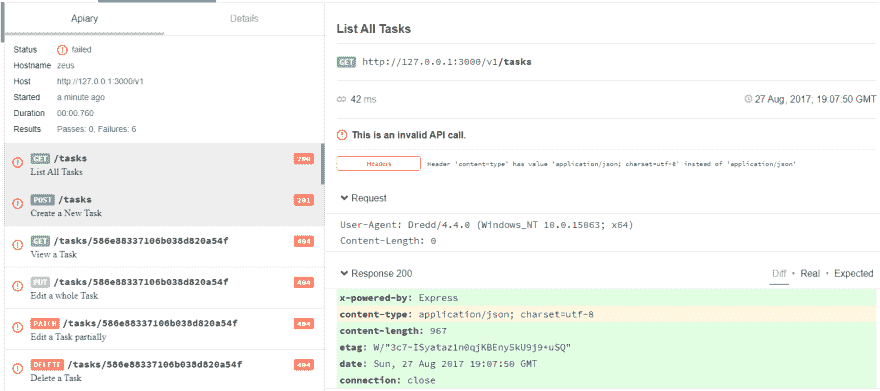 Apiary
Details
Status failed
Hostname zeus
Host http://127.0.0.1:3000/v1
Started a minute ago
Duration 00:00.760
Results Passes: 0, Failures: 6
GET /tasks 200
List All Tasks
POST /tasks 201
Create a New Task
GET /tasks/586e88337106b038d820a54f 404
View a Task
PUT /tasks/586e88337106b038d820a54f 404
Edit a whole Task
PATCH /tasks/586e88337106b038d820a54f 404
Edit a Task partially
DELETE /tasks/586e88337106b038d820a54f 404
Delete a Task
List All Tasks
GET http://127.0.0.1:3000/v1/tasks
42 ms
27 Aug, 2017; 19:07:50 GMT
This is an invalid API call.
Headers Header 'content-type' has value 'application/json; charset=utf-8' instead of 'application/json'
Request
User-Agent: Dredd/4.4.0 (Windows_NT 10.0.15063; x64)
Content-Length: 0
Response 200
Diff • Real • Expected
x-powered-by: Express
content-type: application/json; charset=utf-8
content-length: 967
etag:
date: Sun, 27 Aug 2017 19:07:50 GMT
connection: close